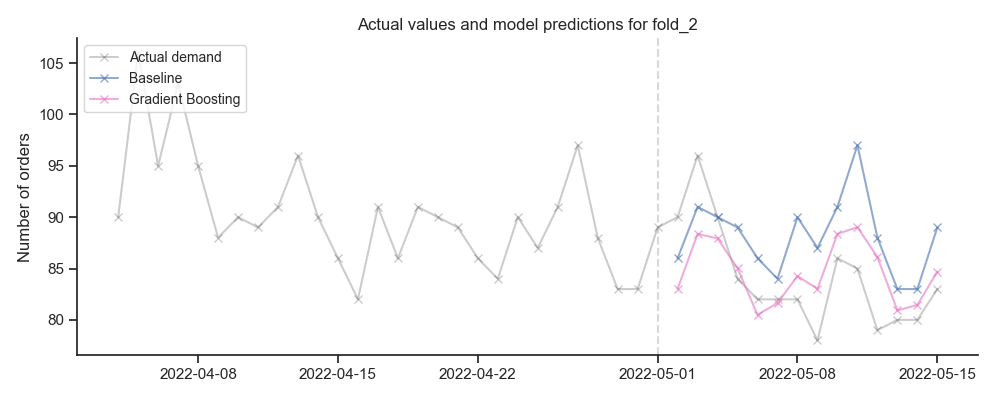 Actual values and model predictions for fold_2
Actual demand
Baseline
Gradient Boosting
Number of orders
105
100
95
90
85
80
2022-04-08
2022-04-15
2022-04-22
2022-05-01
2022-05-08
2022-05-15